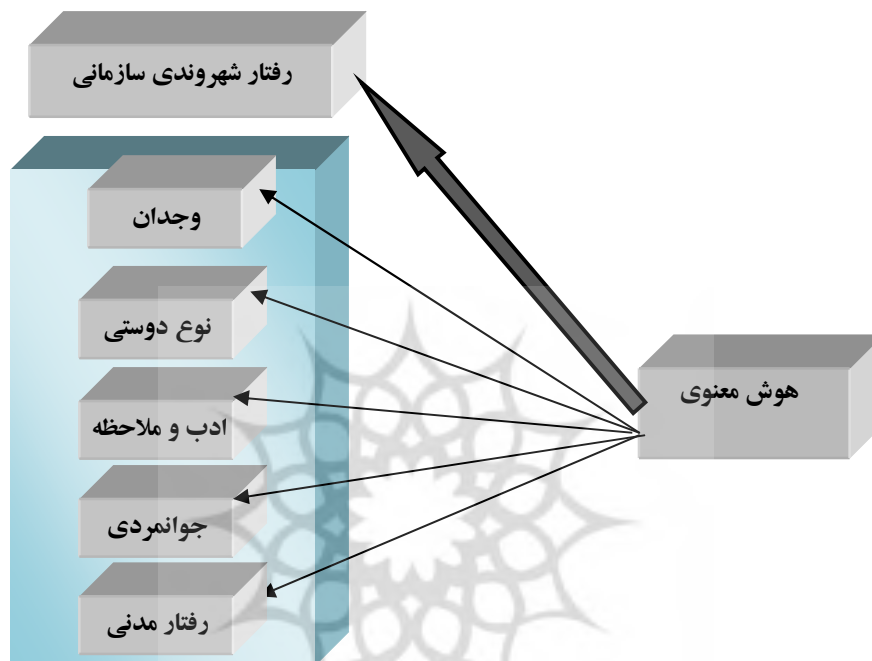 رفتار شهروندی سازمانی
وجدان
نوع دوستی
هوش معنوی
ادب و ملاحظه
جوانمردی
رفتار مدنی